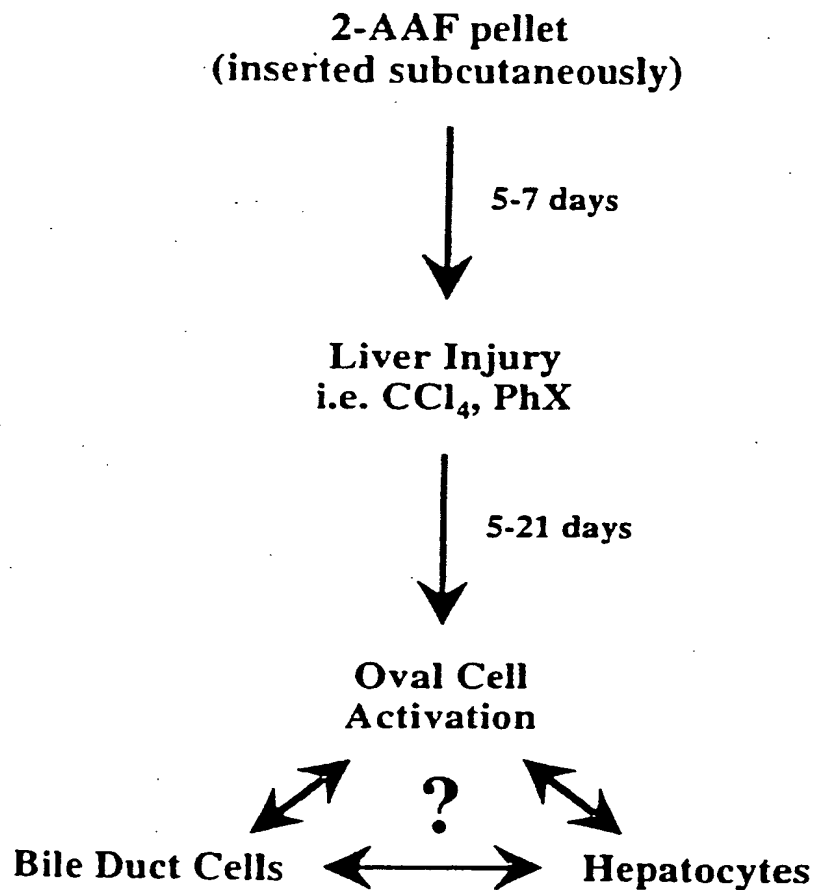 2-AAF pellet
(inserted subcutaneously)
5-7 days
Liver Injury
i.e. CCl₄, PhX
5-21 days
Oval Cell
Activation
?
Bile Duct Cells
Hepatocytes